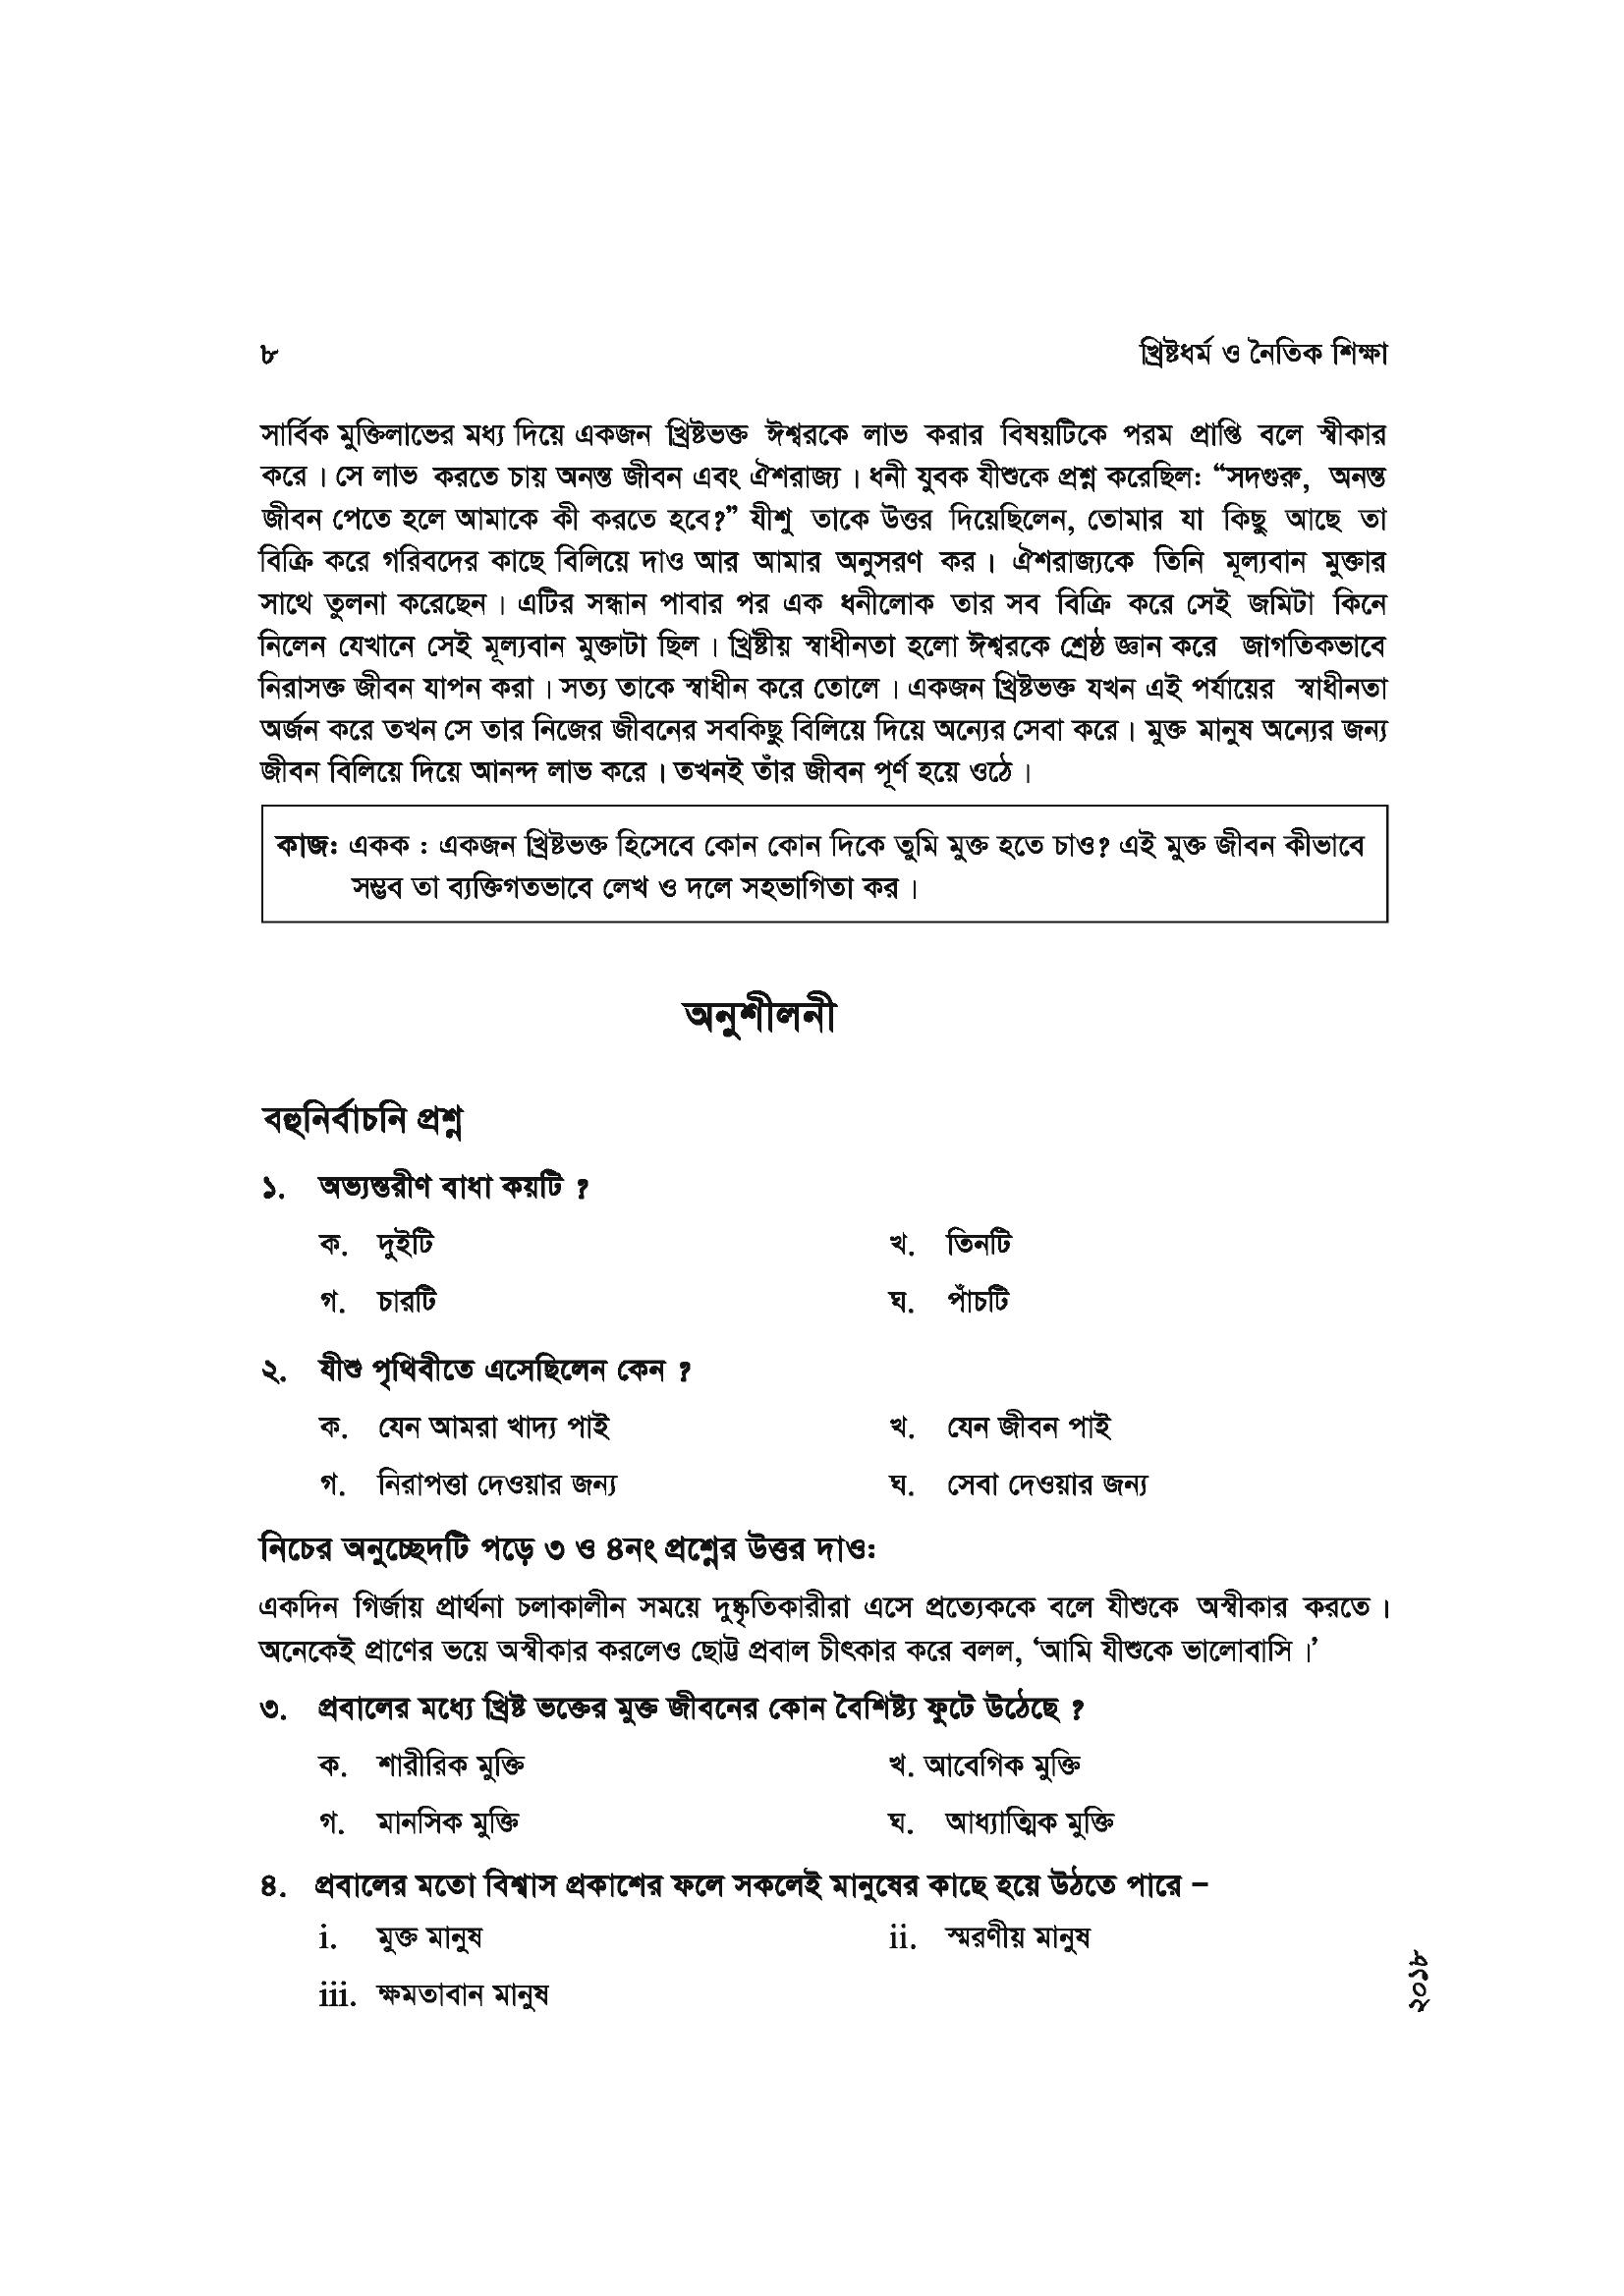 ৮ খ্রিষ্টধর্ম ও নৈতিক শিক্ষা
সার্বিক মুক্তিলাভের মধ্য দিয়ে একজন খ্রিষ্টভক্ত ঈশ্বরকে লাভ করার বিষয়টিকে পরম প্রাপ্তি বলে স্বীকার
করে। সে লাভ করতে চায় অনন্ত জীবন এবং ঐশরাজ্য। ধনী যুবক যীশুকে প্রশ্ন করেছিল: “সদগুরু, অনন্ত
জীবন পেতে হলে আমাকে কী করতে হবে?” যীশু তাকে উত্তর দিয়েছিলেন, তোমার যা কিছু আছে তা
বিক্রি করে গরিবদের কাছে বিলিয়ে দাও আর আমার অনুসরণ কর। ঐশরাজ্যকে তিনি মূল্যবান মুক্তার
সাথে তুলনা করেছেন। এটির সন্ধান পাবার পর এক ধনীলোক তার সব বিক্রি করে সেই জমিটা কিনে
নিলেন যেখানে সেই মূল্যবান মুক্তাটা ছিল। খ্রিষ্টীয় স্বাধীনতা হলো ঈশ্বরকে শ্রেষ্ঠ জ্ঞান করে জাগতিকভাবে
নিরাসক্ত জীবন যাপন করা। সত্য তাকে স্বাধীন করে তোলে। একজন খ্রিষ্টভক্ত যখন এই পর্যায়ের স্বাধীনতা
অর্জন করে তখন সে তার নিজের জীবনের সবকিছু বিলিয়ে দিয়ে অন্যের সেবা করে। মুক্ত মানুষ অন্যের জন্য
জীবন বিলিয়ে দিয়ে আনন্দ লাভ করে। তখনই তাঁর জীবন পূর্ণ হয়ে ওঠে।
কাজ: একক : একজন খ্রিষ্টভক্ত হিসেবে কোন কোন দিকে তুমি মুক্ত হতে চাও? এই মুক্ত জীবন কীভাবে
সম্ভব তা ব্যক্তিগতভাবে লেখ ও দলে সহভাগিতা কর।
অনুশীলনী
বহুনির্বাচনি প্রশ্ন
১. অভ্যন্তরীণ বাধা কয়টি ?
ক. দুইটি খ. তিনটি
গ. চারটি ঘ. পাঁচটি
২. যীশু পৃথিবীতে এসেছিলেন কেন ?
ক. যেন আমরা খাদ্য পাই খ. যেন জীবন পাই
গ. নিরাপত্তা দেওয়ার জন্য ঘ. সেবা দেওয়ার জন্য
নিচের অনুচ্ছেদটি পড়ে ৩ ও ৪নং প্রশ্নের উত্তর দাও:
একদিন গির্জায় প্রার্থনা চলাকালীন সময়ে দুষ্কৃতিকারীরা এসে প্রত্যেককে বলে যীশুকে অস্বীকার করতে।
অনেকেই প্রাণের ভয়ে অস্বীকার করলেও ছোট্ট প্রবাল চীৎকার করে বলল, ‘আমি যীশুকে ভালোবাসি।’
৩. প্রবালের মধ্যে খ্রিষ্ট ভক্তের মুক্ত জীবনের কোন বৈশিষ্ট্য ফুটে উঠেছে ?
ক. শারীরিক মুক্তি খ. আবেগিক মুক্তি
গ. মানসিক মুক্তি ঘ. আধ্যাত্মিক মুক্তি
৪. প্রবালের মতো বিশ্বাস প্রকাশের ফলে সকলেই মানুষের কাছে হয়ে উঠতে পারে –
i. মুক্ত মানুষ ii. স্মরণীয় মানুষ
iii. ক্ষমতাবান মানুষ
২০১৮